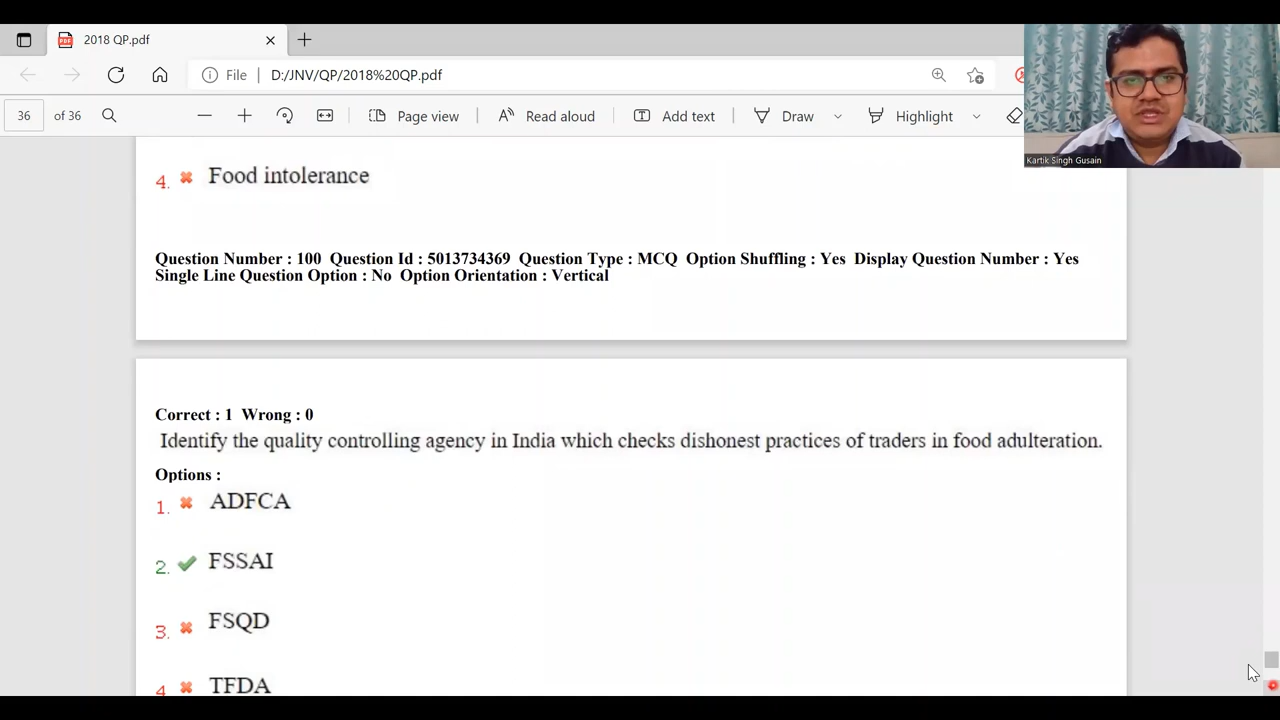 2018 QP.pdf
File D:/JNV/QP/2018%20QP.pdf
36 of 36 Page view Read aloud Add text Draw Highlight
Kartik Singh Gusain
4. Food intolerance
Question Number : 100 Question Id : 5013734369 Question Type : MCQ Option Shuffling : Yes Display Question Number : Yes
Single Line Question Option : No Option Orientation : Vertical
Correct : 1 Wrong : 0
Identify the quality controlling agency in India which checks dishonest practices of traders in food adulteration.
Options :
1. ADFCA
2. FSSAI
3. FSQD
4. TFDA